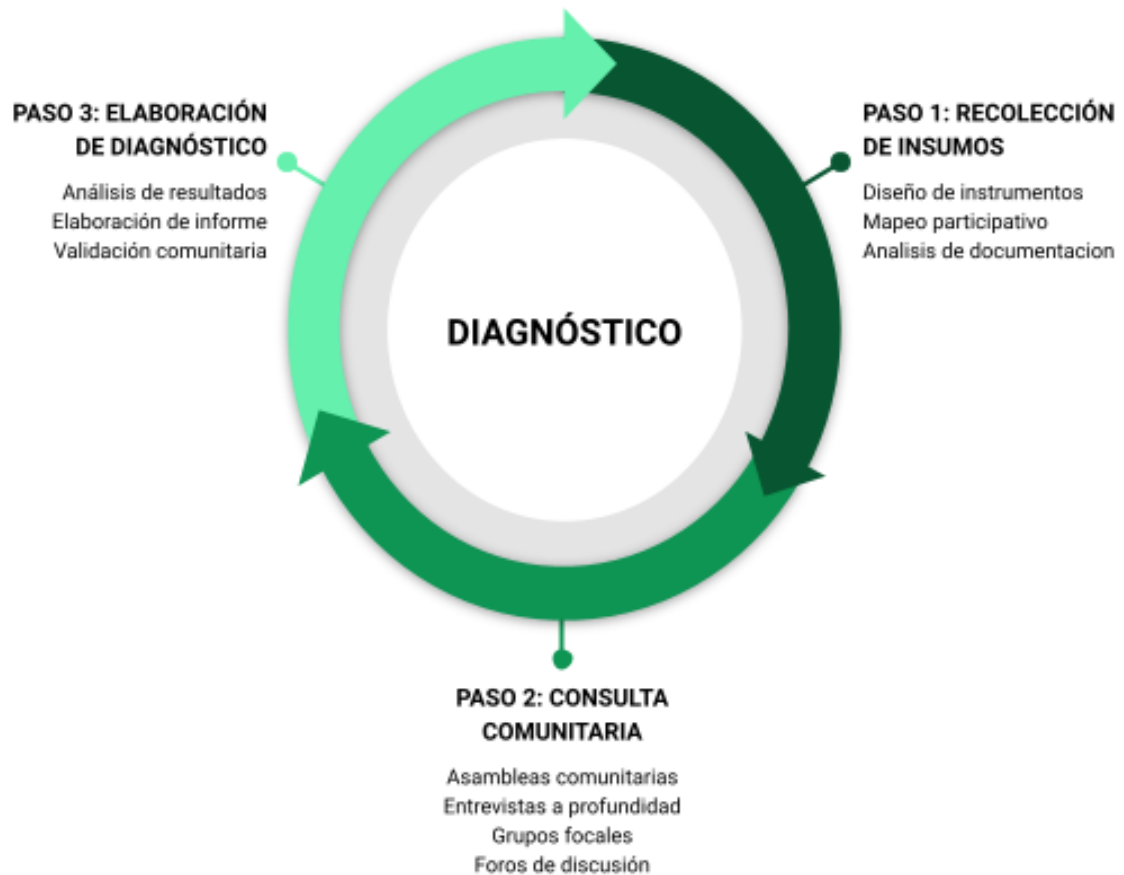 PASO 3: ELABORACIÓN
DE DIAGNÓSTICO
Análisis de resultados
Elaboración de informe
Validación comunitaria
PASO 1: RECOLECCIÓN
DE INSUMOS
Diseño de instrumentos
Mapeo participativo
Analisis de documentacion
DIAGNÓSTICO
PASO 2: CONSULTA
COMUNITARIA
Asambleas comunitarias
Entrevistas a profundidad
Grupos focales
Foros de discusión